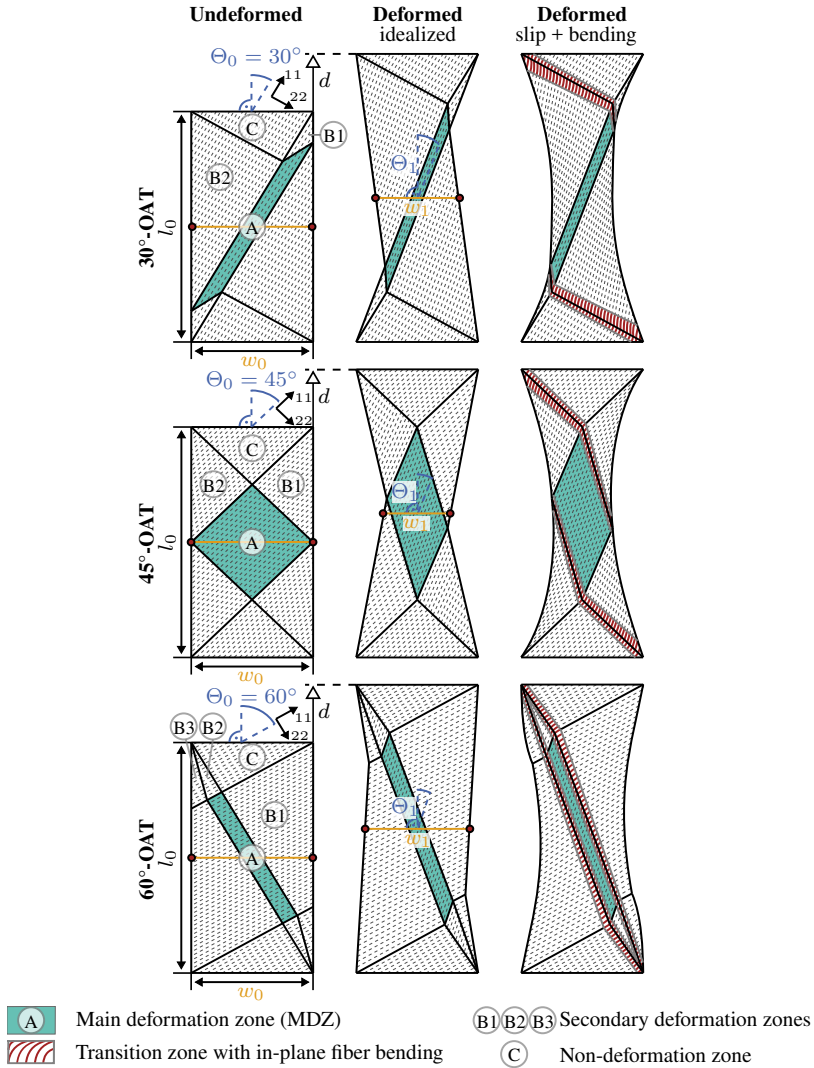 Undeformed Deformed Deformed
idealized slip + bending
Θ₀ = 30° 11 22 d
C B1
B2
30°-OAT l₀ A Θ₁ w₁
w₀
Θ₀ = 45° 11 22 d
C
B2 B1
45°-OAT l₀ A Θ₁ w₁
w₀
Θ₀ = 60° 11 22 d
B3 B2
C
B1
60°-OAT l₀ A Θ₁ w₁
w₀
A Main deformation zone (MDZ) B1 B2 B3 Secondary deformation zones
Transition zone with in-plane fiber bending C Non-deformation zone